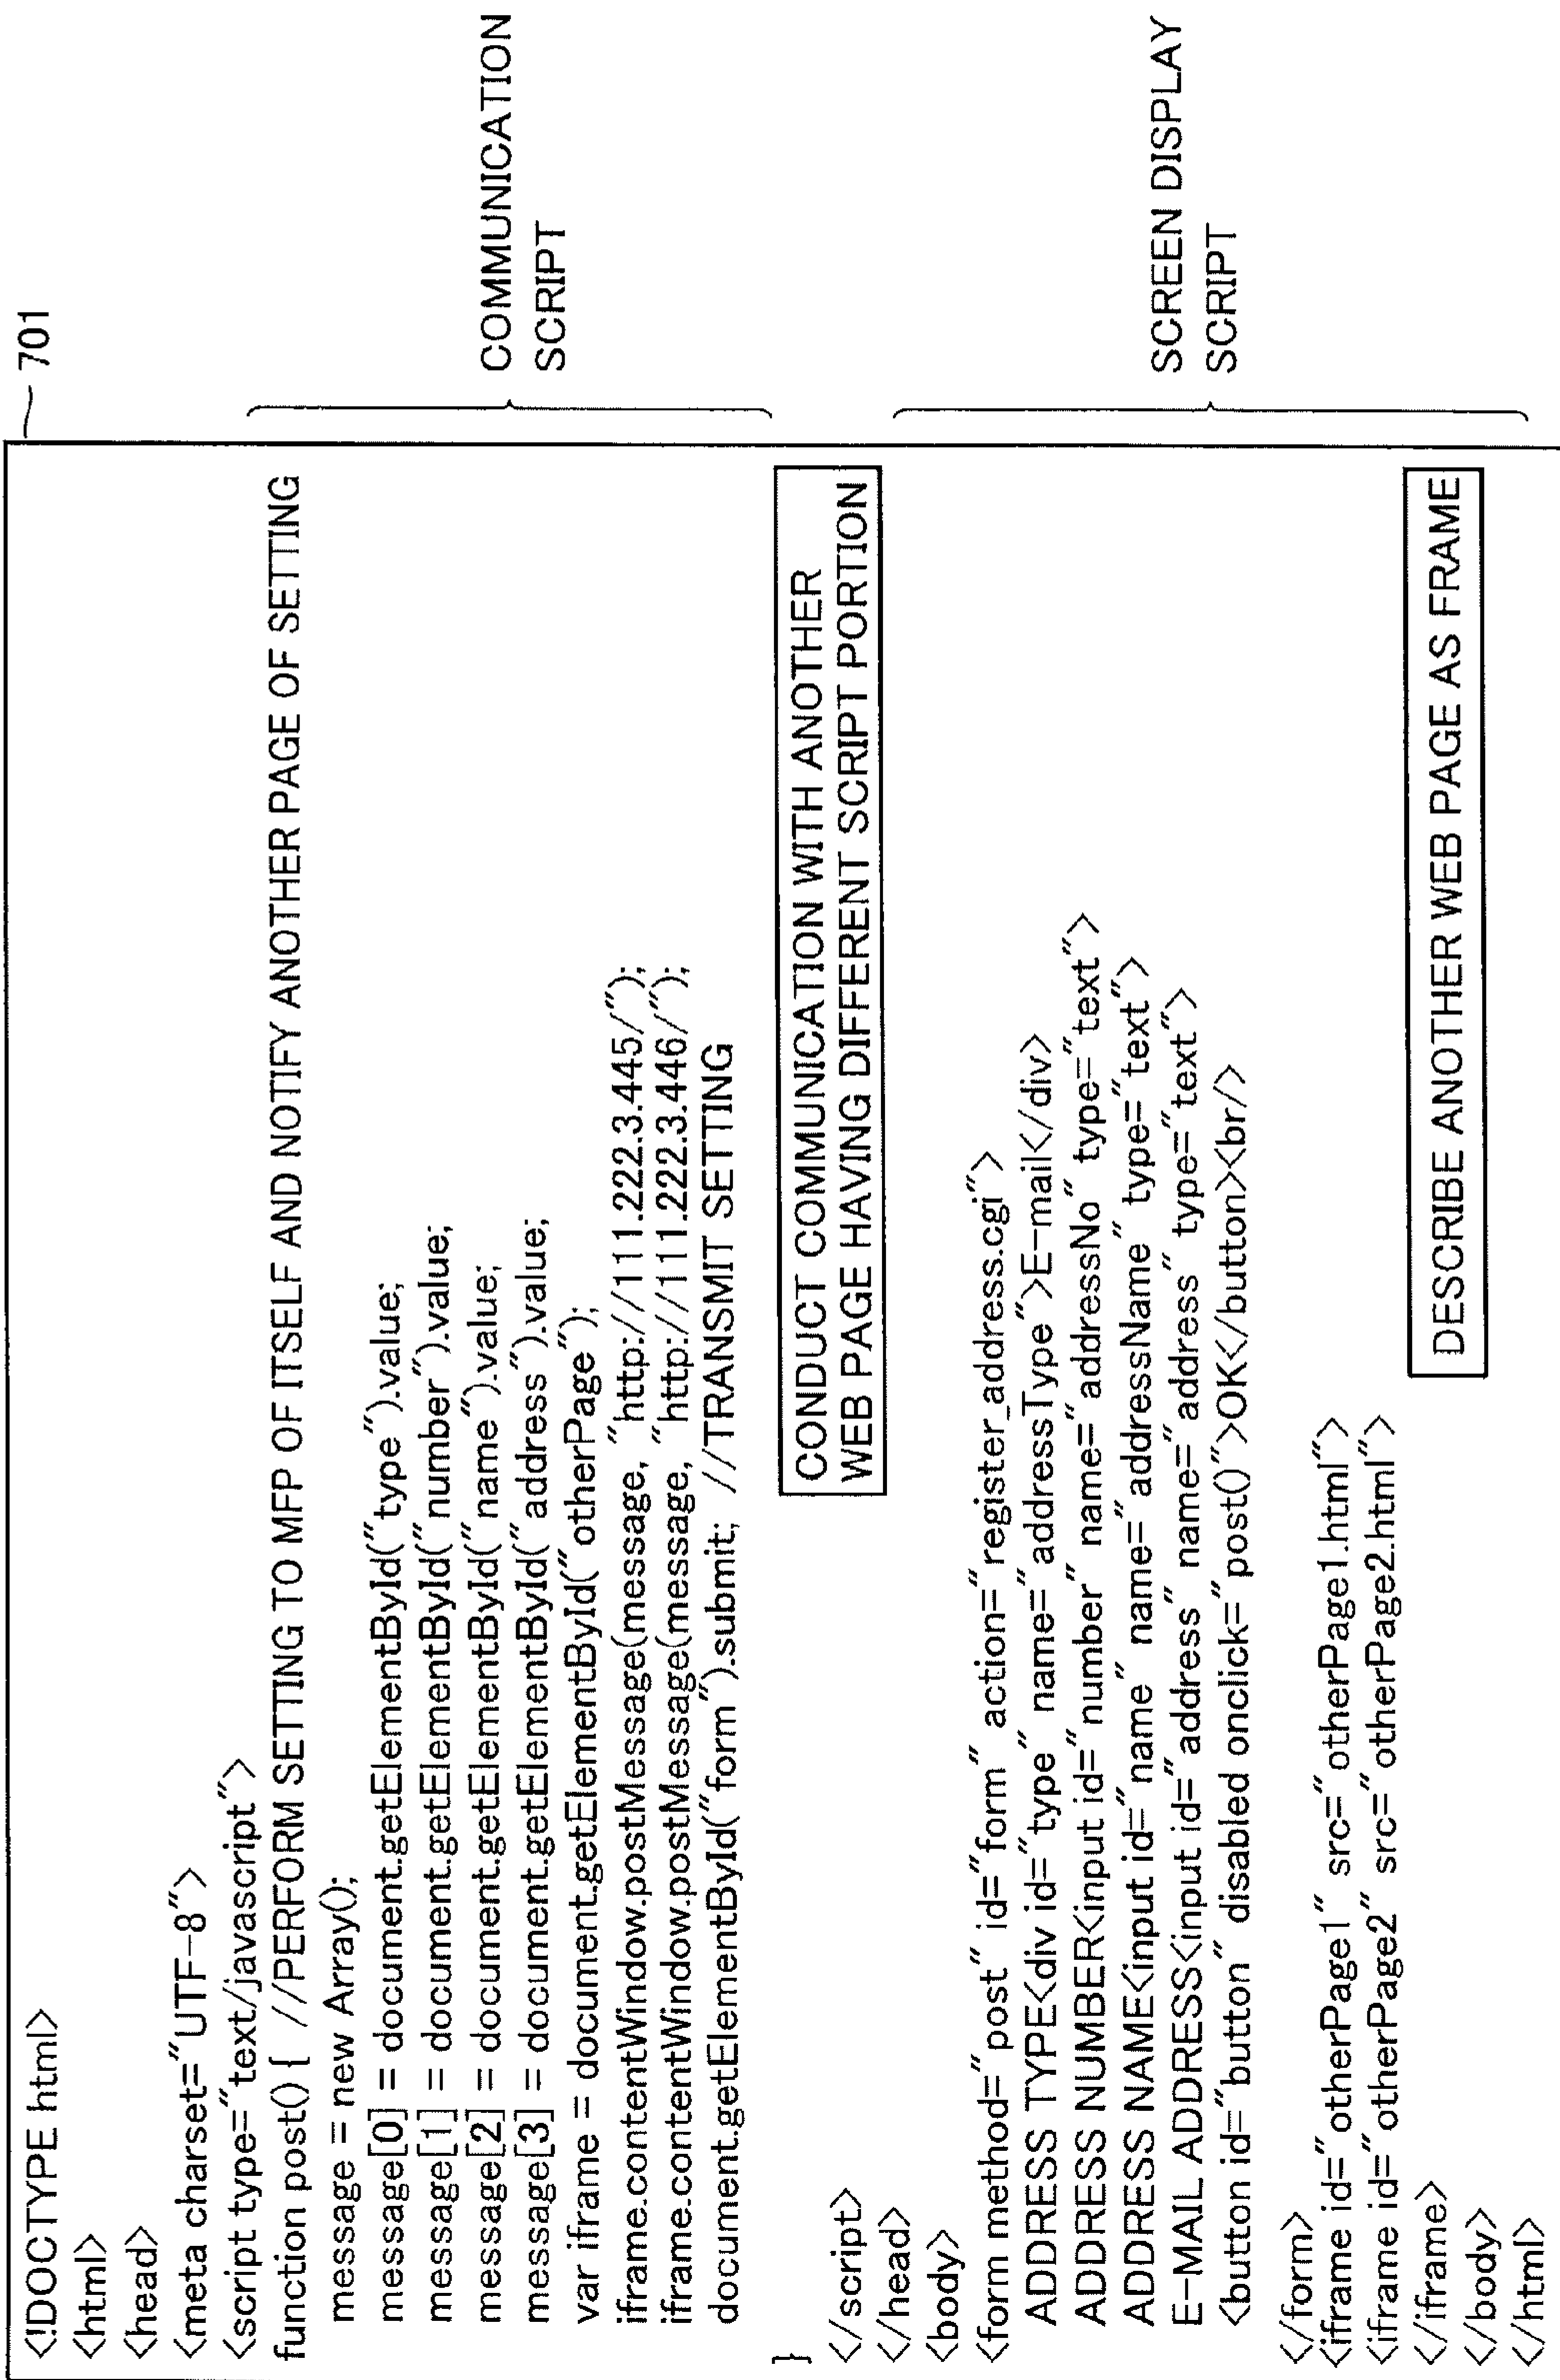 701
<!DOCTYPE html>
<html>
<head>
<meta charset="UTF-8">
<script type="text/javascript">
function post() { //PERFORM SETTING TO MFP OF ITSELF AND NOTIFY ANOTHER PAGE OF SETTING
message = new Array();
message[0] = document.getElementById("type").value;
message[1] = document.getElementById("number").value;
message[2] = document.getElementById("name").value;
message[3] = document.getElementById("address").value;
var iframe = document.getElementById("otherPage");
iframe.contentWindow.postMessage(message, "http://111.222.3.445/");
iframe.contentWindow.postMessage(message, "http://111.222.3.446/");
document.getElementById("form").submit; //TRANSMIT SETTING
COMMUNICATION
SCRIPT
CONDUCT COMMUNICATION WITH ANOTHER
WEB PAGE HAVING DIFFERENT SCRIPT PORTION
}
</script>
</head>
<body>
<form method="post" id="form" action="register_address.cgi">
ADDRESS TYPE<div id="type" name="addressType">E-mail</div>
ADDRESS NUMBER<input id="number" name="addressNo" type="text">
ADDRESS NAME<input id="name" name="addressName" type="text">
E-MAIL ADDRESS<input id="address" name="address" type="text">
<button id="button" disabled onclick="post()">OK</button><br/>
</form>
<iframe id="otherPage1" src="otherPage1.html">
<iframe id="otherPage2" src="otherPage2.html">
</iframe>
</body>
</html>
SCREEN DISPLAY
SCRIPT
DESCRIBE ANOTHER WEB PAGE AS FRAME